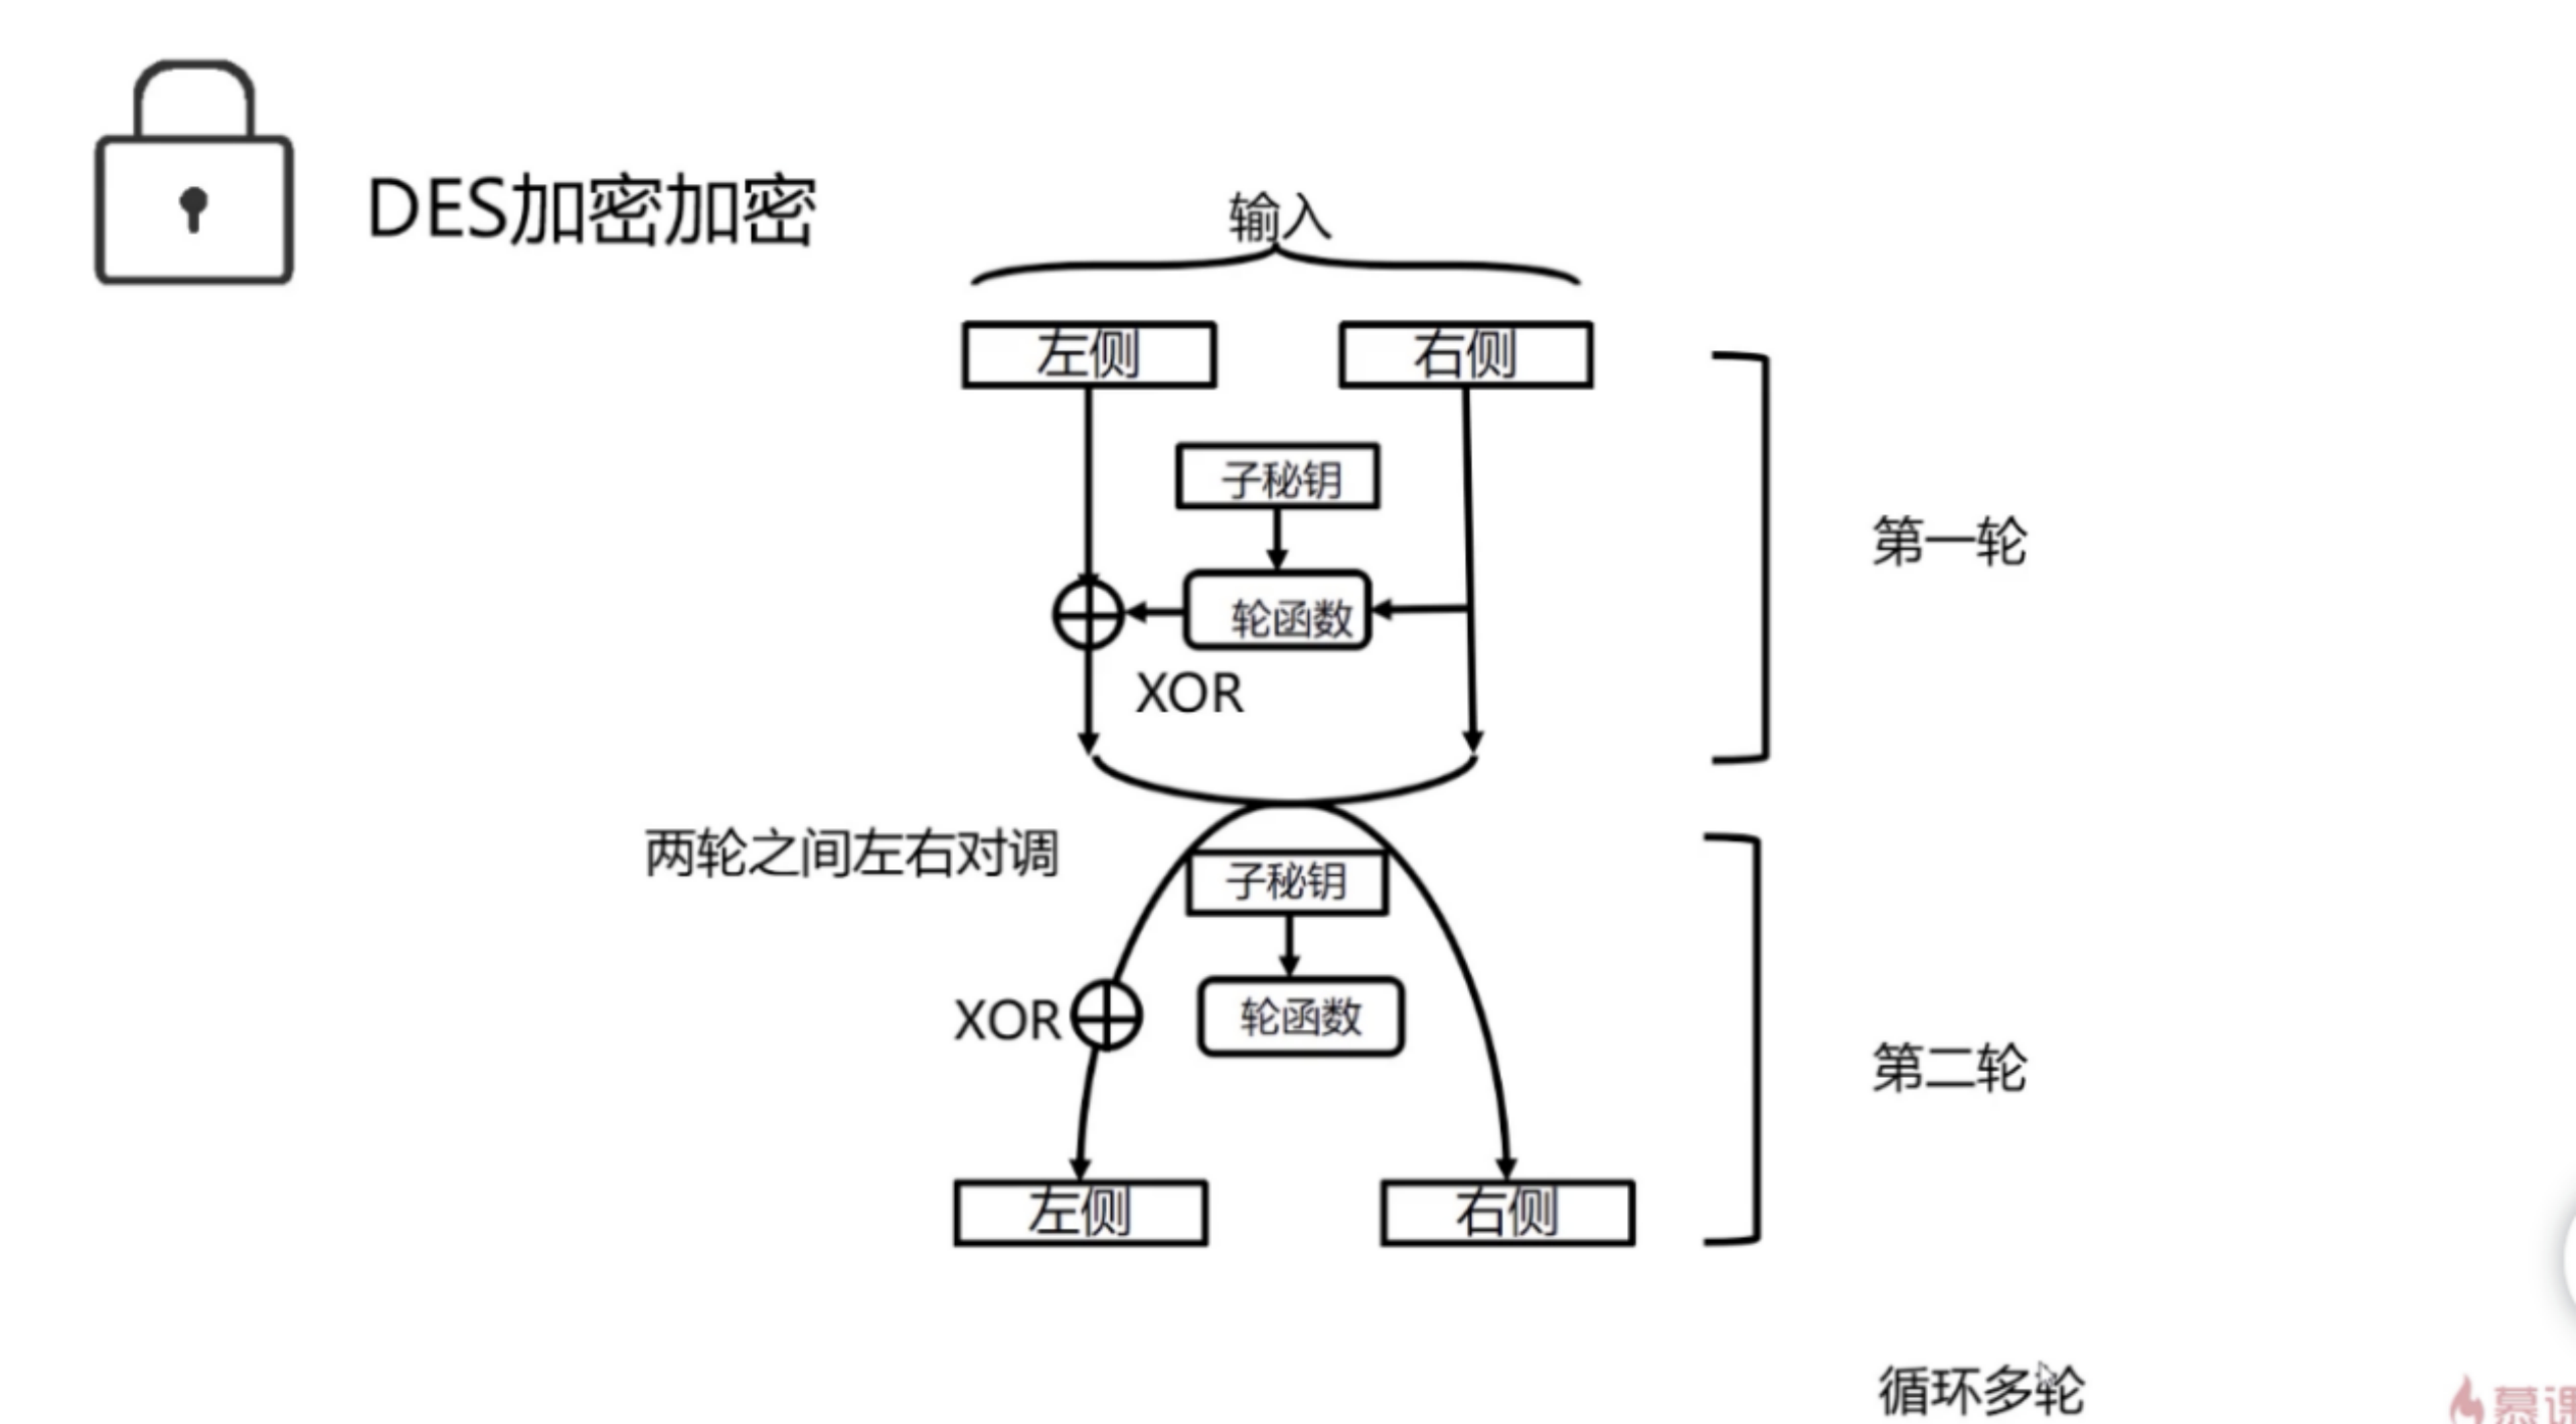 DES加密加密
输入
左侧
右侧
子秘钥
轮函数
XOR
第一轮
两轮之间左右对调
子秘钥
XOR
轮函数
第二轮
左侧
右侧
循环多轮
慕课